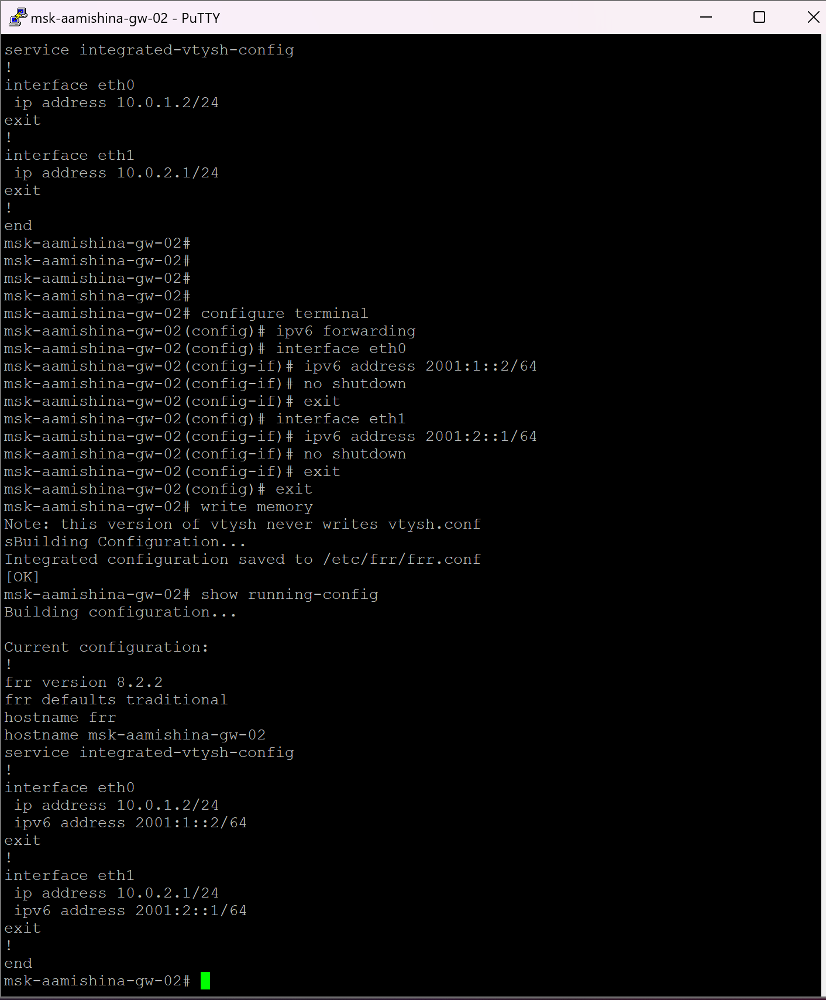 msk-aamishina-gw-02 - PuTTY
service integrated-vtysh-config
!
interface eth0
 ip address 10.0.1.2/24
exit
!
interface eth1
 ip address 10.0.2.1/24
exit
!
end
msk-aamishina-gw-02#
msk-aamishina-gw-02#
msk-aamishina-gw-02#
msk-aamishina-gw-02#
msk-aamishina-gw-02# configure terminal
msk-aamishina-gw-02(config)# ipv6 forwarding
msk-aamishina-gw-02(config)# interface eth0
msk-aamishina-gw-02(config-if)# ipv6 address 2001:1::2/64
msk-aamishina-gw-02(config-if)# no shutdown
msk-aamishina-gw-02(config-if)# exit
msk-aamishina-gw-02(config)# interface eth1
msk-aamishina-gw-02(config-if)# ipv6 address 2001:2::1/64
msk-aamishina-gw-02(config-if)# no shutdown
msk-aamishina-gw-02(config-if)# exit
msk-aamishina-gw-02(config)# exit
msk-aamishina-gw-02# write memory
Note: this version of vtysh never writes vtysh.conf
sBuilding Configuration...
Integrated configuration saved to /etc/frr/frr.conf
[OK]
msk-aamishina-gw-02# show running-config
Building configuration...

Current configuration:
!
frr version 8.2.2
frr defaults traditional
hostname frr
hostname msk-aamishina-gw-02
service integrated-vtysh-config
!
interface eth0
 ip address 10.0.1.2/24
 ipv6 address 2001:1::2/64
exit
!
interface eth1
 ip address 10.0.2.1/24
 ipv6 address 2001:2::1/64
exit
!
end
msk-aamishina-gw-02#